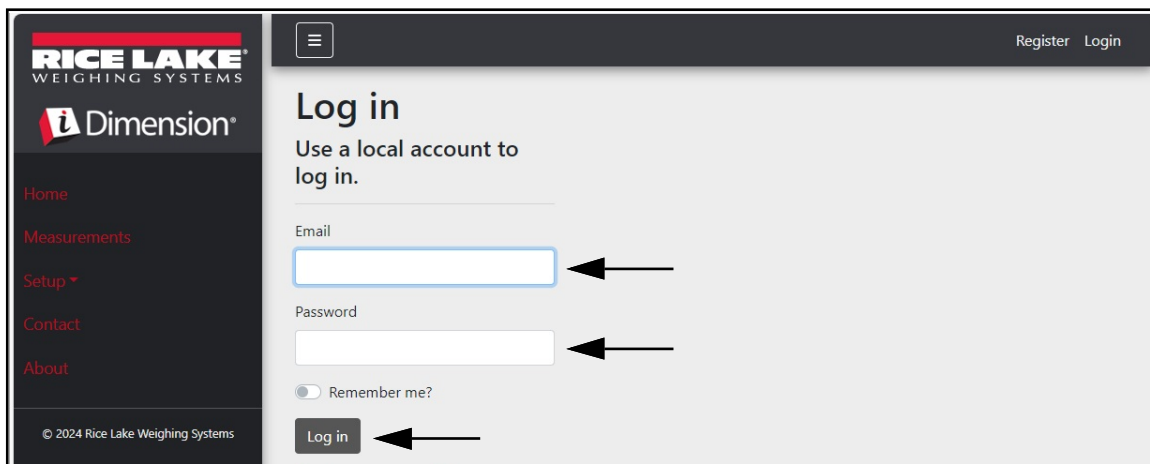 RICE LAKE®
WEIGHING SYSTEMS
i Dimension®
Home
Measurements
Setup
Contact
About
© 2024 Rice Lake Weighing Systems
☰
Register Login
Log in
Use a local account to
log in.
Email
Password
Remember me?
Log in